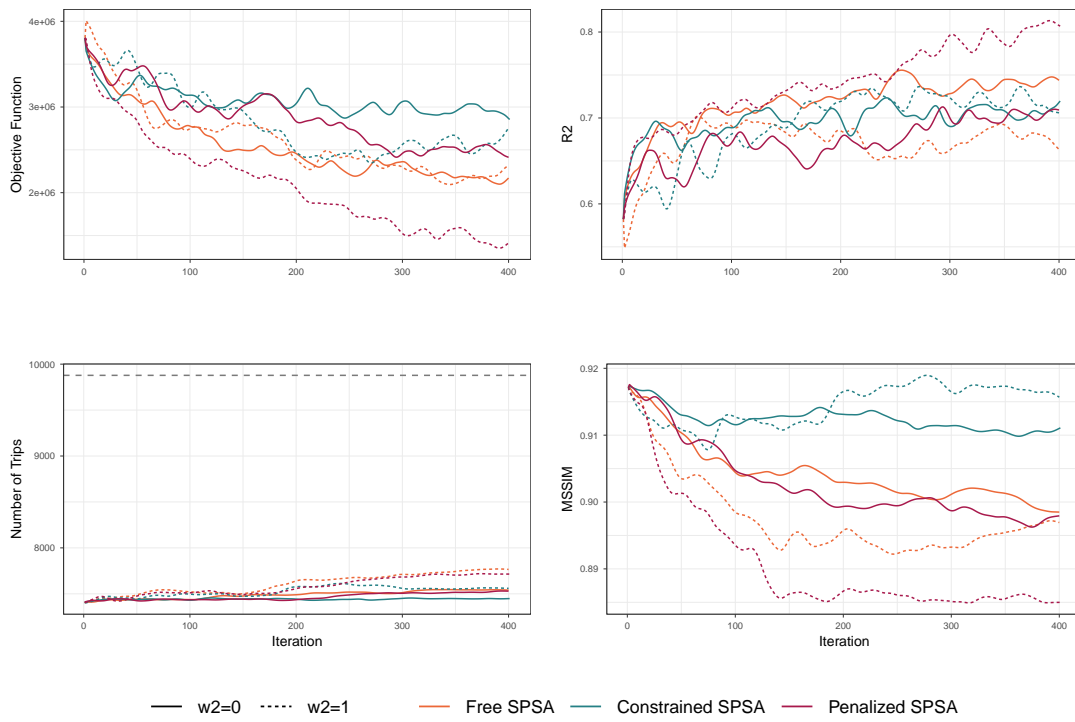 4e+06
3e+06
2e+06
Objective Function
0 100 200 300 400
0.8
0.7
0.6
R2
0 100 200 300 400
10000
9000
8000
Number of Trips
0 100 200 300 400
Iteration
0.92
0.91
0.90
0.89
MSSIM
0 100 200 300 400
Iteration
w2=0 w2=1 Free SPSA Constrained SPSA Penalized SPSA